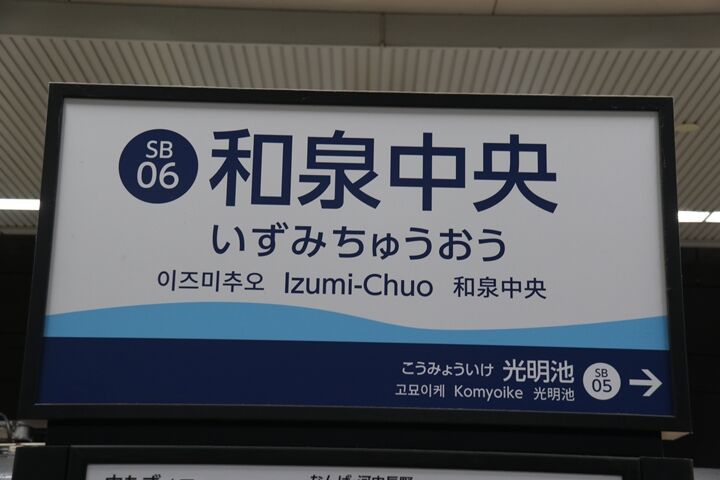 SB
06
和泉中央
いずみちゅうおう
이즈미추오 Izumi-Chuo 和泉中央
こうみょういけ 光明池 SB 05 →
고묘이케 Komyoike 光明池